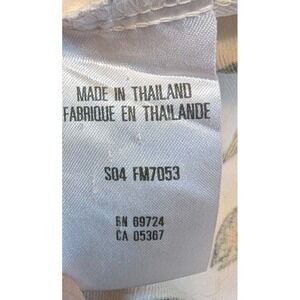 MADE IN THAILAND
FABRIQUE EN THAILANDE
S04 FM7053
RN 69724
CA 05367